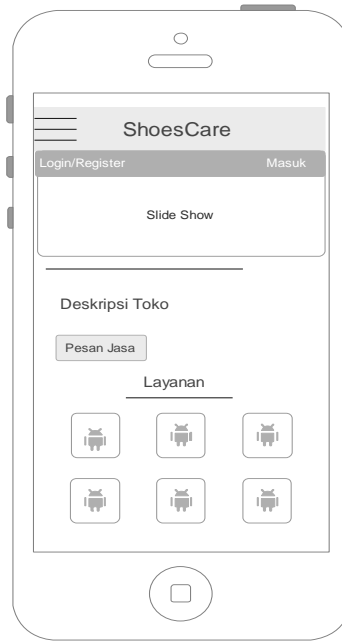 ShoesCare
Login/Register Masuk
Slide Show
Deskripsi Toko
Pesan Jasa
Layanan